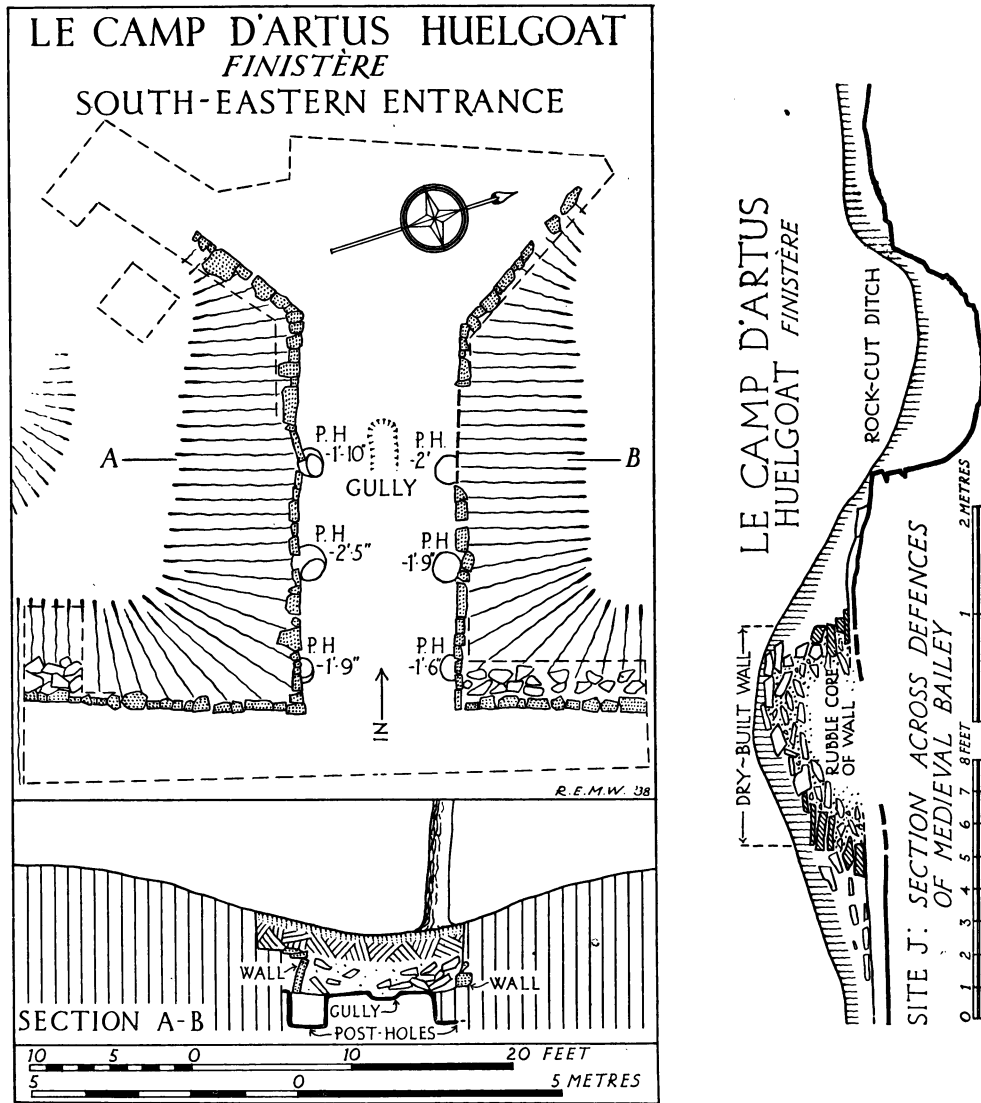 LE CAMP D'ARTUS HUELGOAT
FINISTÈRE
SOUTH-EASTERN ENTRANCE
A
B
P.H
-1'·10"
P.H.
-2'
GULLY
P.H
-2'·5"
P.H
-1'·9"
P.H
-1'·9"
P.H
-1'·6"
IN
R.E.M.W. '38
WALL
WALL
GULLY
POST-HOLES
SECTION A-B
10 5 0 10 20 FEET
5 0 5 METRES
LE CAMP D'ARTUS
HUELGOAT FINISTÈRE
ROCK-CUT DITCH
DRY-BUILT WALL
RUBBLE CORE
OF WALL
SITE J: SECTION ACROSS DEFENCES
OF MEDIEVAL BAILEY
0 1 2 3 4 5 6 7 8 FEET
1 2 METRES